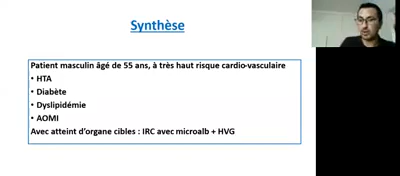 Synthèse
Patient masculin âgé de 55 ans, à très haut risque cardio-vasculaire
• HTA
• Diabète
• Dyslipidémie
• AOMI
Avec atteint d'organe cibles : IRC avec microalb + HVG